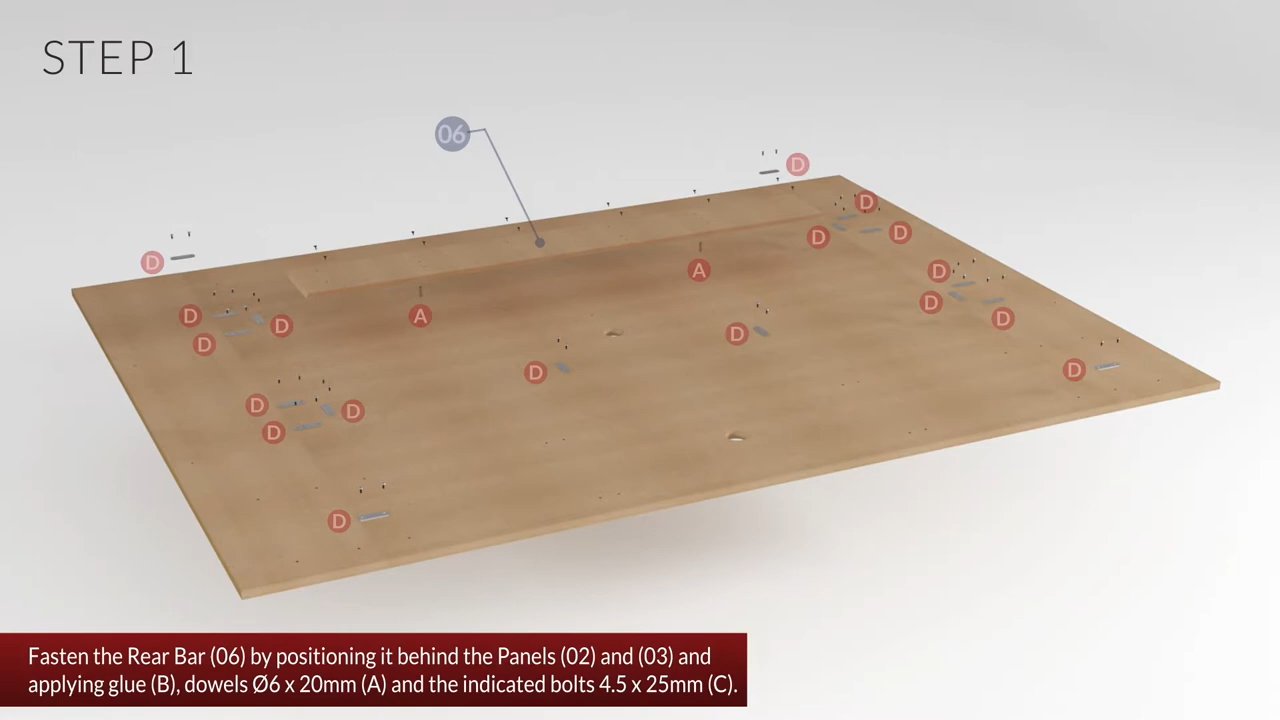 STEP 1
06
D
D
D
D
D
A
D
D
D
D
D
A
D
D
D
D
D
D
D
D
D
Fasten the Rear Bar (06) by positioning it behind the Panels (02) and (03) and
applying glue (B), dowels Ø6 x 20mm (A) and the indicated bolts 4.5 x 25mm (C).